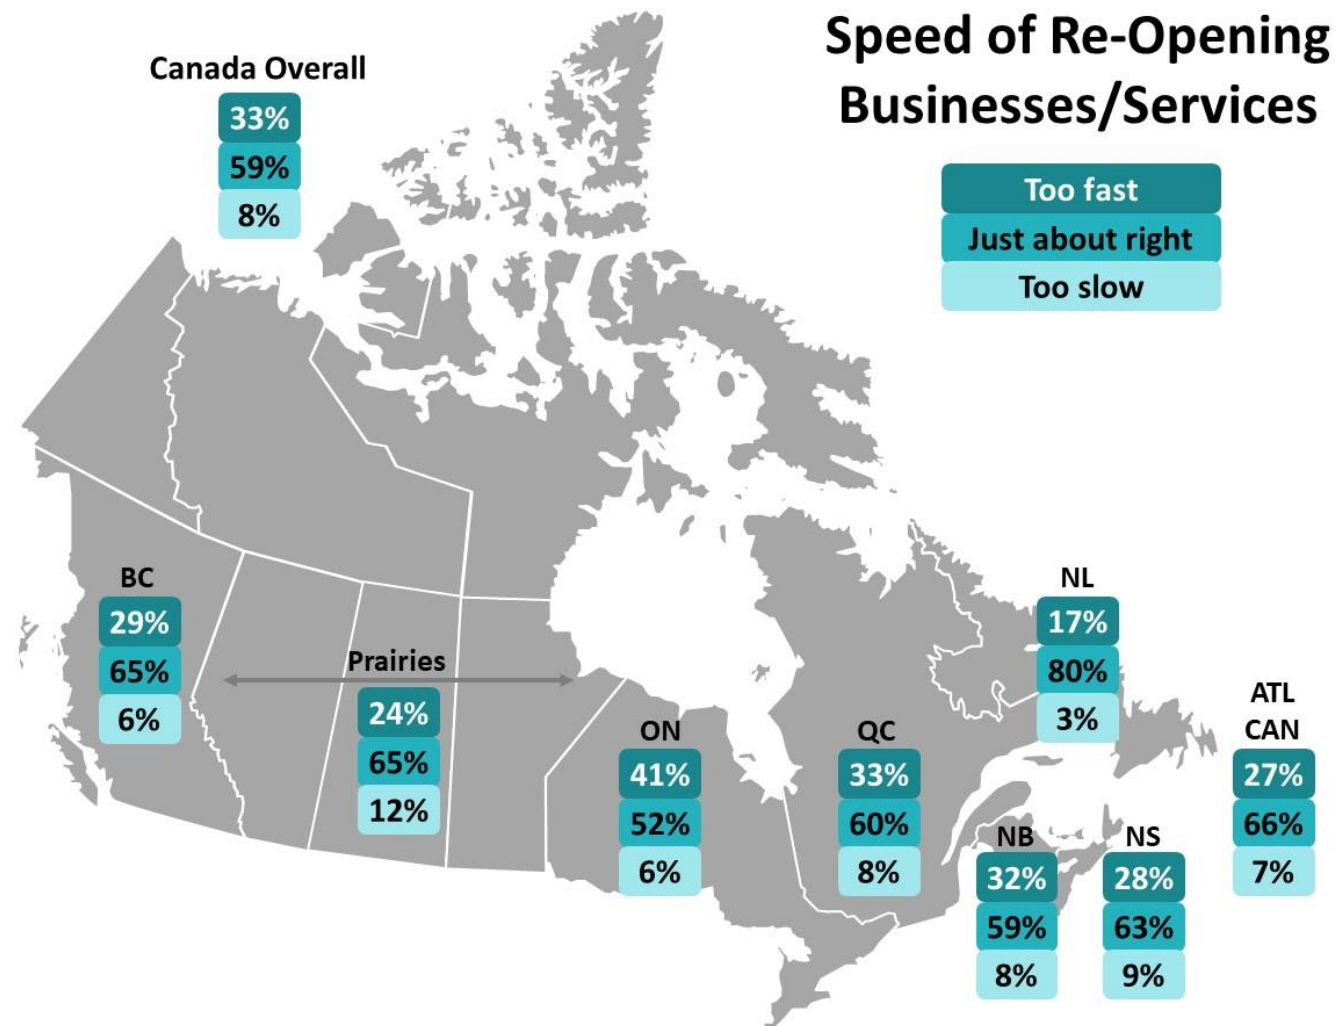 Speed of Re-Opening
Businesses/Services
Too fast
Just about right
Too slow
Canada Overall
33%
59%
8%
BC
29%
65%
6%
Prairies
24%
65%
12%
ON
41%
52%
6%
QC
33%
60%
8%
NL
17%
80%
3%
NB
32%
59%
8%
NS
28%
63%
9%
ATL
CAN
27%
66%
7%